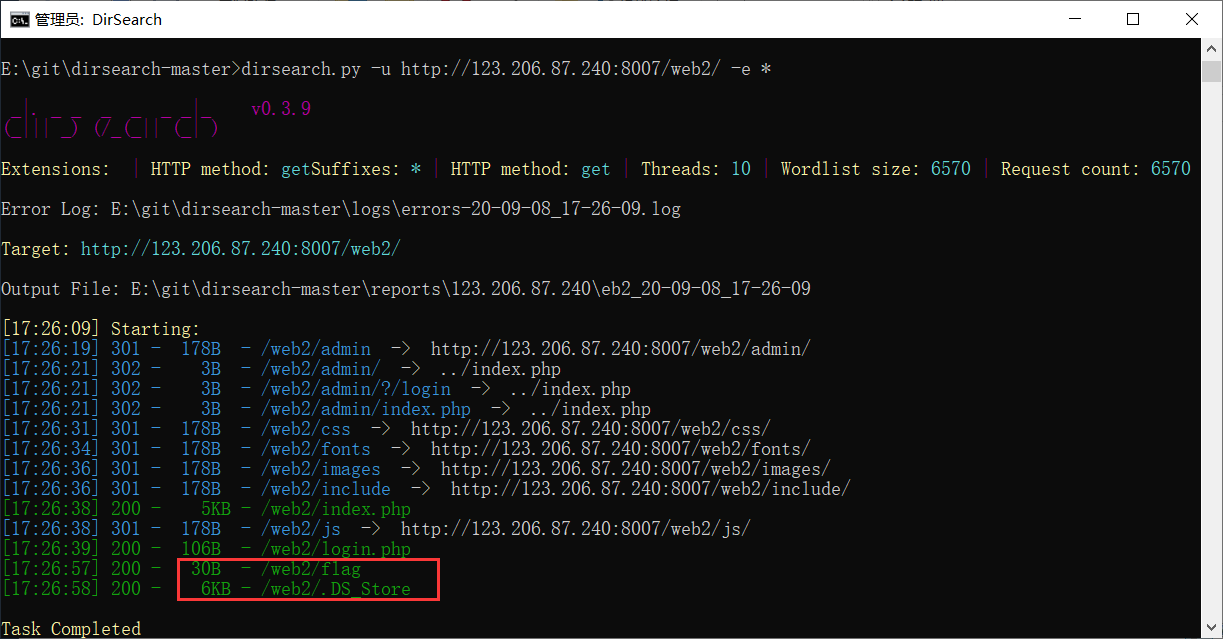 管理员: DirSearch
E:\git\dirsearch-master>dirsearch.py -u http://123.206.87.240:8007/web2/ -e *
dirsearch v0.3.9
Extensions: | HTTP method: getSuffixes: * | HTTP method: get | Threads: 10 | Wordlist size: 6570 | Request count: 6570
Error Log: E:\git\dirsearch-master\logs\errors-20-09-08_17-26-09.log
Target: http://123.206.87.240:8007/web2/
Output File: E:\git\dirsearch-master\reports\123.206.87.240\eb2_20-09-08_17-26-09
[17:26:09] Starting:
[17:26:19] 301 - 178B - /web2/admin -> http://123.206.87.240:8007/web2/admin/
[17:26:21] 302 - 3B - /web2/admin/ -> ../index.php
[17:26:21] 302 - 3B - /web2/admin/?/login -> ../index.php
[17:26:21] 302 - 3B - /web2/admin/index.php -> ../index.php
[17:26:31] 301 - 178B - /web2/css -> http://123.206.87.240:8007/web2/css/
[17:26:34] 301 - 178B - /web2/fonts -> http://123.206.87.240:8007/web2/fonts/
[17:26:36] 301 - 178B - /web2/images -> http://123.206.87.240:8007/web2/images/
[17:26:36] 301 - 178B - /web2/include -> http://123.206.87.240:8007/web2/include/
[17:26:38] 200 - 5KB - /web2/index.php
[17:26:38] 301 - 178B - /web2/js -> http://123.206.87.240:8007/web2/js/
[17:26:39] 200 - 106B - /web2/login.php
[17:26:57] 200 - 30B - /web2/flag
[17:26:58] 200 - 6KB - /web2/.DS_Store
Task Completed